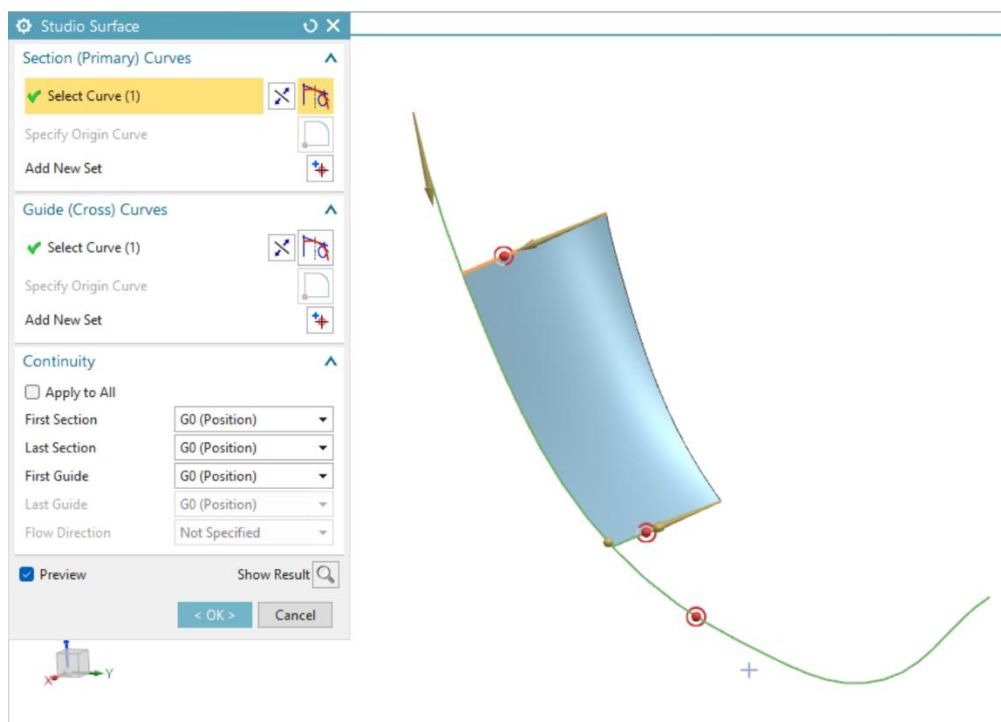 Studio Surface
Section (Primary) Curves
Select Curve (1)
Specify Origin Curve
Add New Set
Guide (Cross) Curves
Select Curve (1)
Specify Origin Curve
Add New Set
Continuity
Apply to All
First Section G0 (Position)
Last Section G0 (Position)
First Guide G0 (Position)
Last Guide G0 (Position)
Flow Direction Not Specified
Preview Show Result
< OK > Cancel
X Y